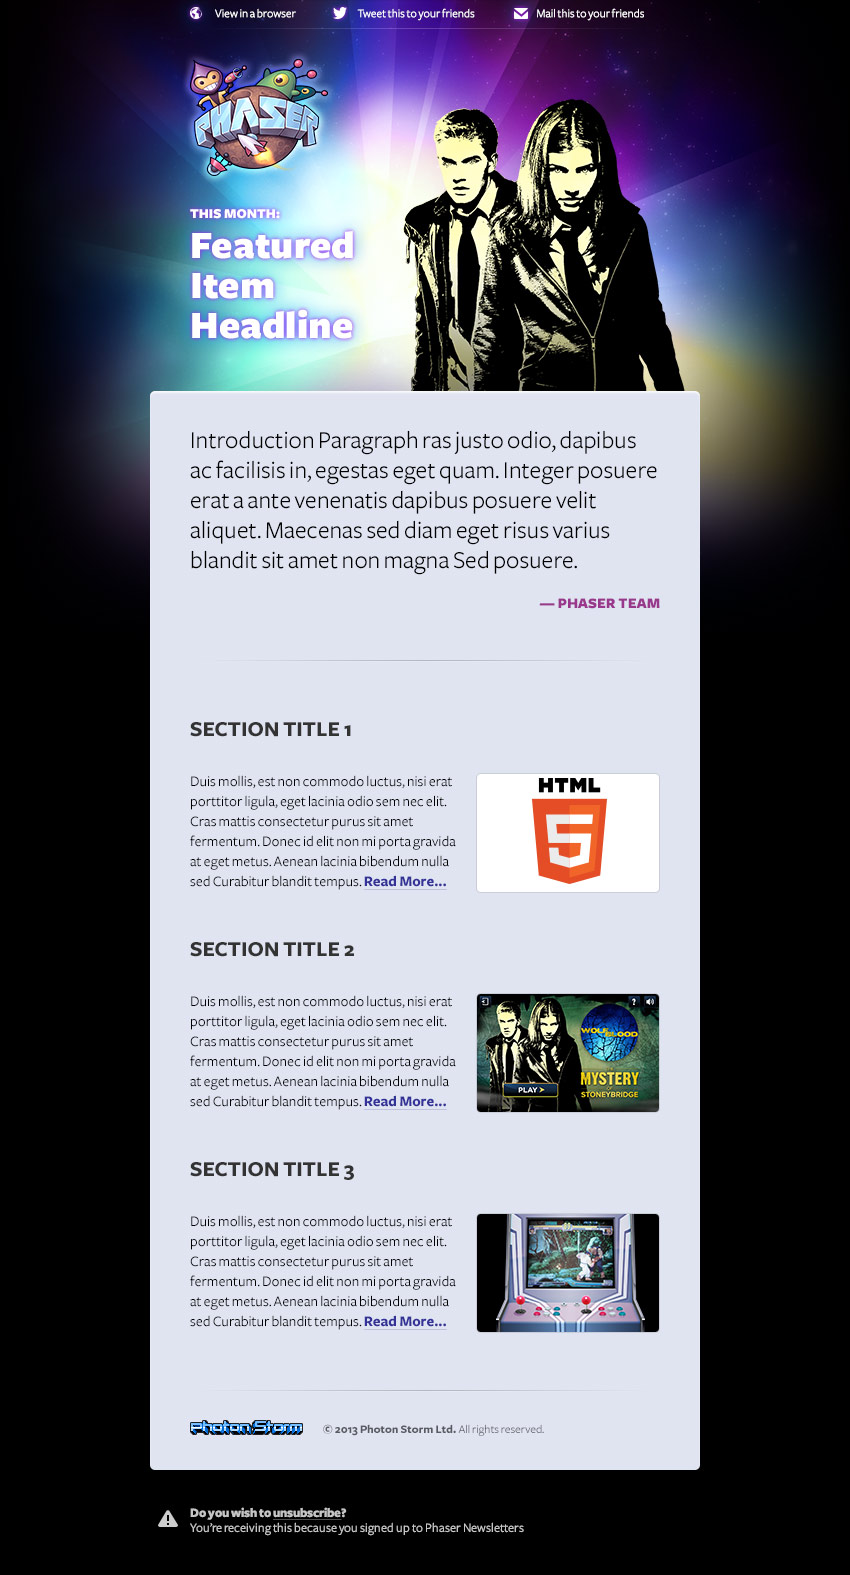 View in a browser
Tweet this to your friends
Mail this to your friends
PHASER
THIS MONTH:
Featured
Item
Headline
Introduction Paragraph ras justo odio, dapibus
ac facilisis in, egestas eget quam. Integer posuere
erat a ante venenatis dapibus posuere velit
aliquet. Maecenas sed diam eget risus varius
blandit sit amet non magna Sed posuere.
— PHASER TEAM
SECTION TITLE 1
Duis mollis, est non commodo luctus, nisi erat
porttitor ligula, eget lacinia odio sem nec elit.
Cras mattis consectetur purus sit amet
fermentum. Donec id elit non mi porta gravida
at eget metus. Aenean lacinia bibendum nulla
sed Curabitur blandit tempus. Read More...
HTML
5
SECTION TITLE 2
Duis mollis, est non commodo luctus, nisi erat
porttitor ligula, eget lacinia odio sem nec elit.
Cras mattis consectetur purus sit amet
fermentum. Donec id elit non mi porta gravida
at eget metus. Aenean lacinia bibendum nulla
sed Curabitur blandit tempus. Read More...
?
WOLFBLOOD
MYSTERY
OF
STONEYBRIDGE
PLAY >
SECTION TITLE 3
Duis mollis, est non commodo luctus, nisi erat
porttitor ligula, eget lacinia odio sem nec elit.
Cras mattis consectetur purus sit amet
fermentum. Donec id elit non mi porta gravida
at eget metus. Aenean lacinia bibendum nulla
sed Curabitur blandit tempus. Read More...
Photon Storm
© 2013 Photon Storm Ltd. All rights reserved.
Do you wish to unsubscribe?
You're receiving this because you signed up to Phaser Newsletters